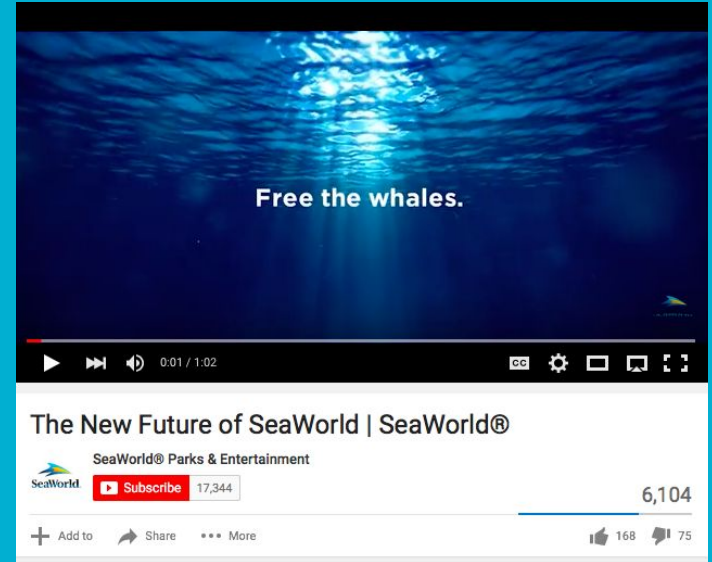 Free the whales.
0:01 / 1:02
CC
The New Future of SeaWorld | SeaWorld®
SeaWorld® Parks & Entertainment
SeaWorld
Subscribe 17,344
6,104
Add to Share More 168 75